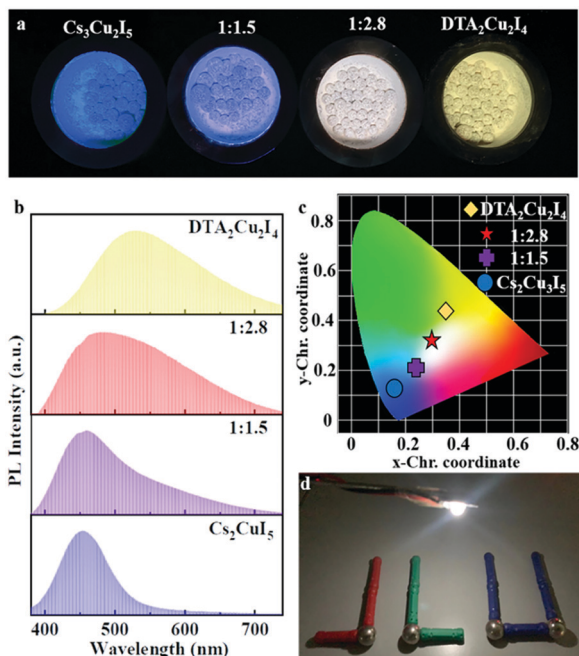 a
Cs3Cu2I5 1:1.5 1:2.8 DTA2Cu2I4
b
DTA2Cu2I4
1:2.8
1:1.5
Cs2CuI5
PL Intensity (a.u.)
400 500 600 700
Wavelength (nm)
c
DTA2Cu2I4
1:2.8
1:1.5
Cs2Cu3I5
0.8
0.6
0.4
0.2
0
y-Chr. coordinate
0 0.2 0.4 0.6 0.8
x-Chr. coordinate
d